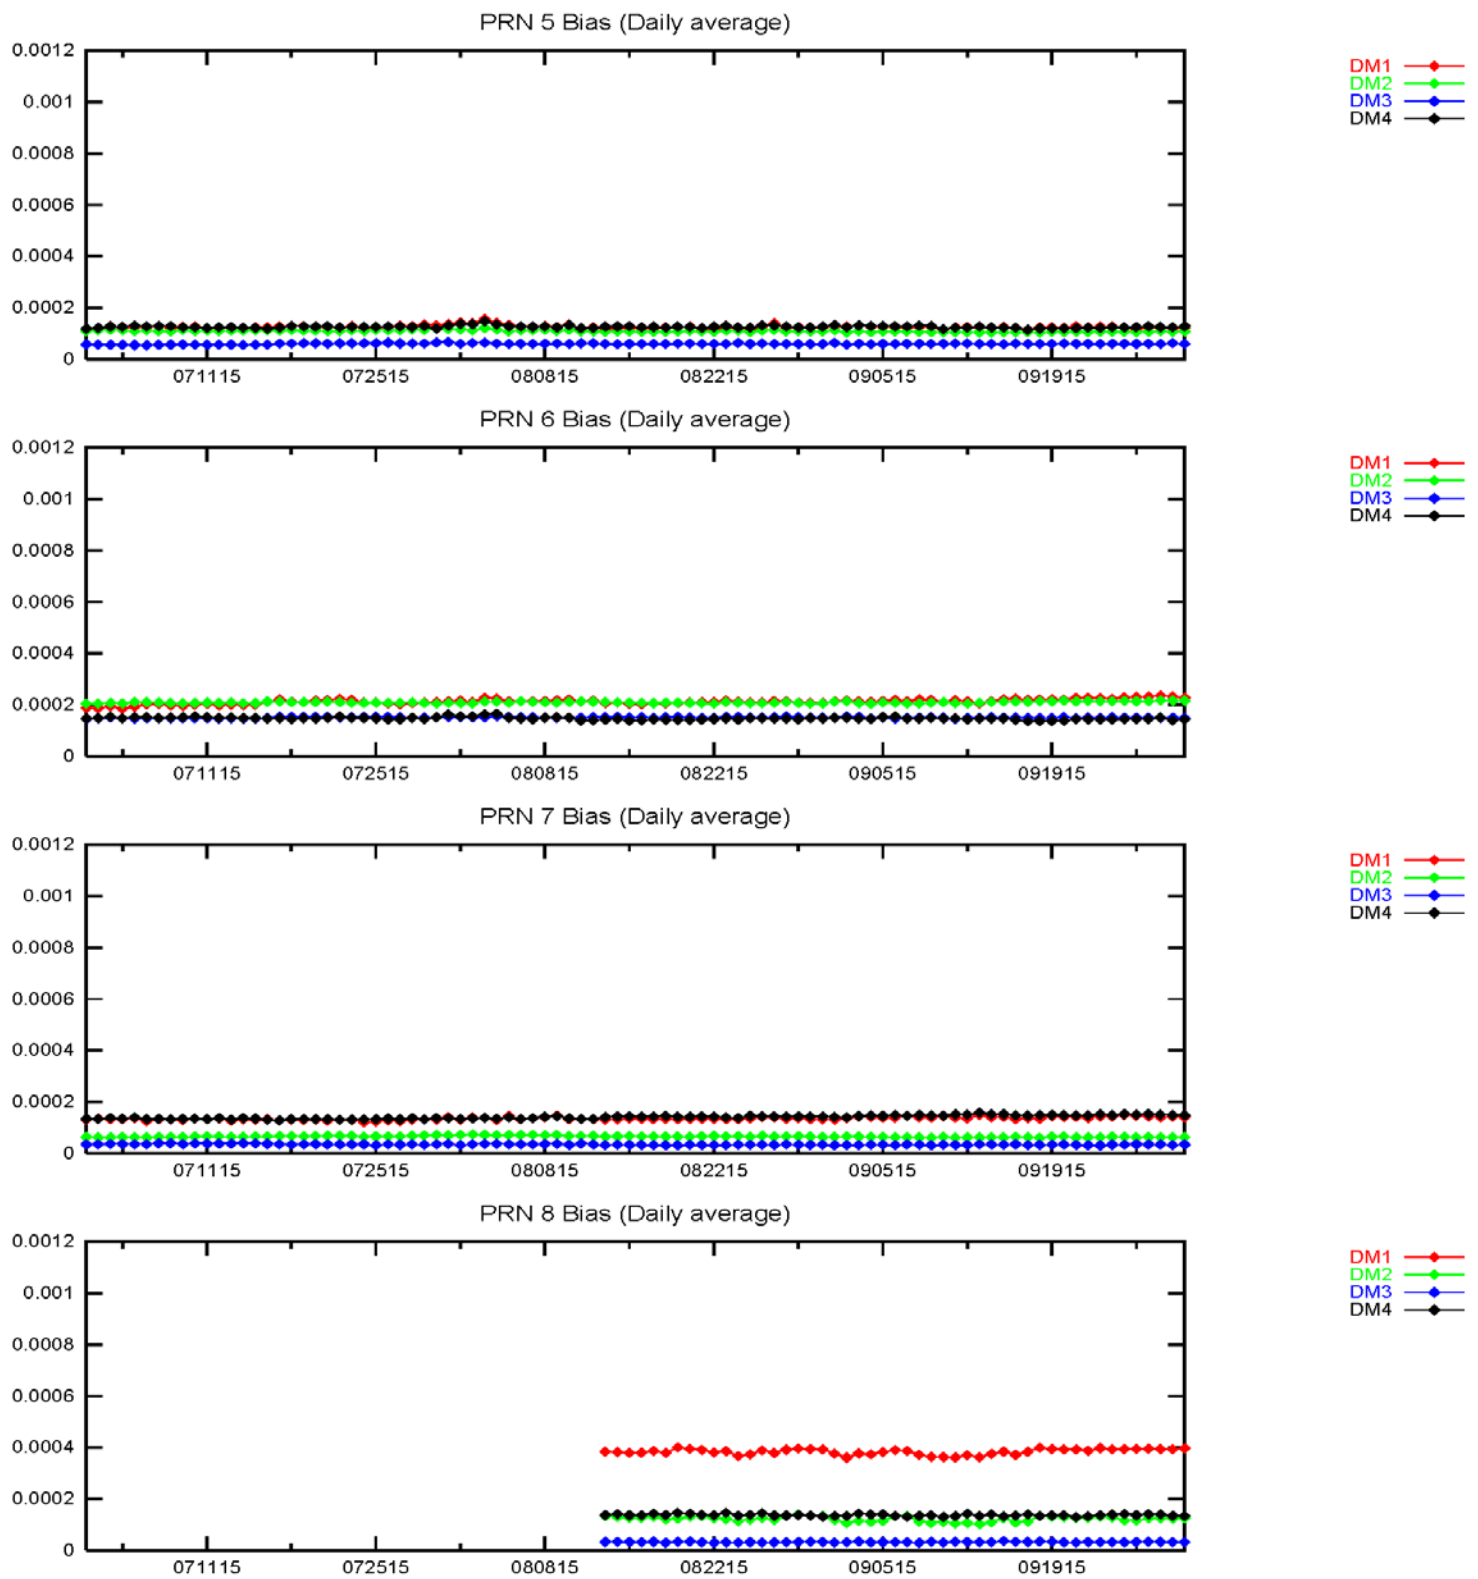 PRN 5 Bias (Daily average)
0.0012
0.001
0.0008
0.0006
0.0004
0.0002
0
071115 072515 080815 082215 090515 091915
DM1
DM2
DM3
DM4
PRN 6 Bias (Daily average)
0.0012
0.001
0.0008
0.0006
0.0004
0.0002
0
071115 072515 080815 082215 090515 091915
DM1
DM2
DM3
DM4
PRN 7 Bias (Daily average)
0.0012
0.001
0.0008
0.0006
0.0004
0.0002
0
071115 072515 080815 082215 090515 091915
DM1
DM2
DM3
DM4
PRN 8 Bias (Daily average)
0.0012
0.001
0.0008
0.0006
0.0004
0.0002
0
071115 072515 080815 082215 090515 091915
DM1
DM2
DM3
DM4